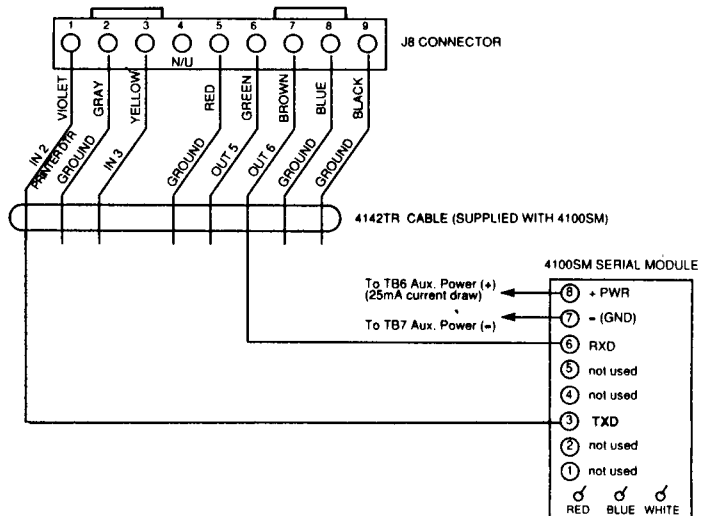 1 2 3 4 5 6 7 8 9
J8 CONNECTOR
N/U
VIOLET
GRAY
YELLOW
RED
GREEN
BROWN
BLUE
BLACK
IN 2
PRINTER DTR
GROUND
IN 3
GROUND
OUT 5
OUT 6
GROUND
GROUND
4142TR CABLE (SUPPLIED WITH 4100SM)
4100SM SERIAL MODULE
To TB6 Aux. Power (+)
(25mA current draw)
8 + PWR
To TB7 Aux. Power (-)
7 - (GND)
6 RXD
5 not used
4 not used
3 TXD
2 not used
1 not used
RED BLUE WHITE